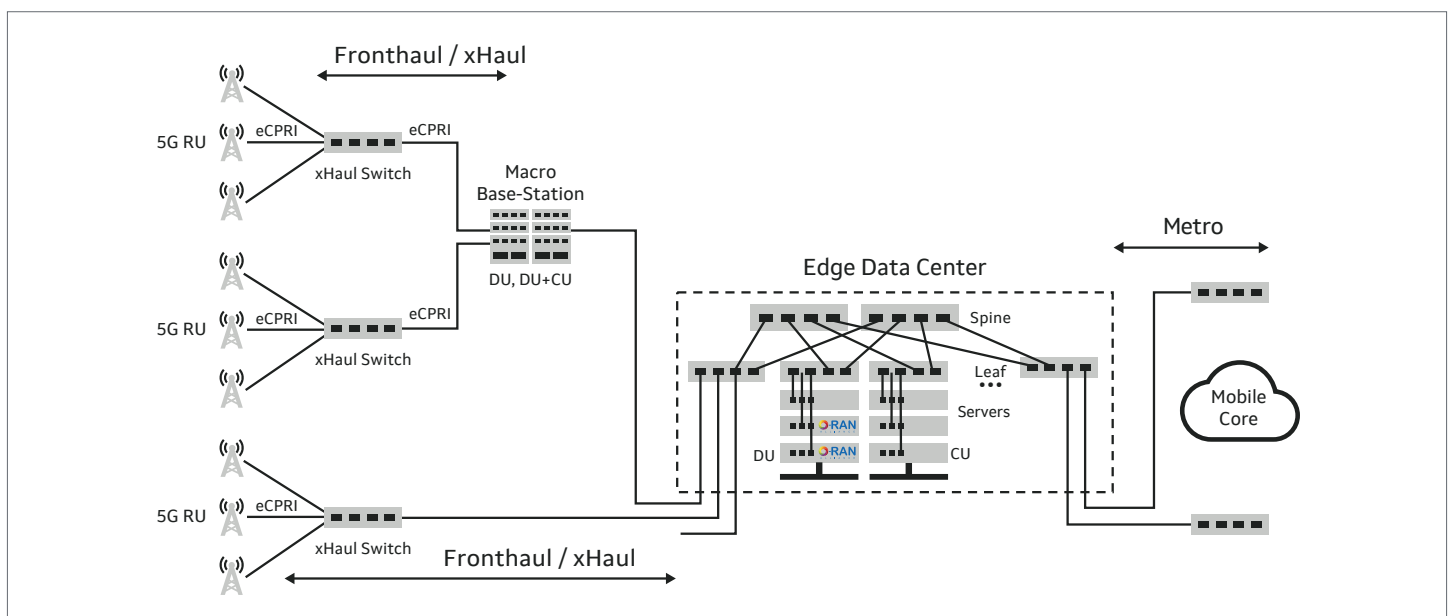 Fronthaul / xHaul
5G RU
eCPRI
eCPRI
xHaul Switch
Macro
Base-Station
DU, DU+CU
5G RU
eCPRI
eCPRI
xHaul Switch
Edge Data Center
Metro
Spine
Leaf
Servers
O-RAN
O-RAN
DU
CU
Mobile
Core
5G RU
eCPRI
xHaul Switch
Fronthaul / xHaul